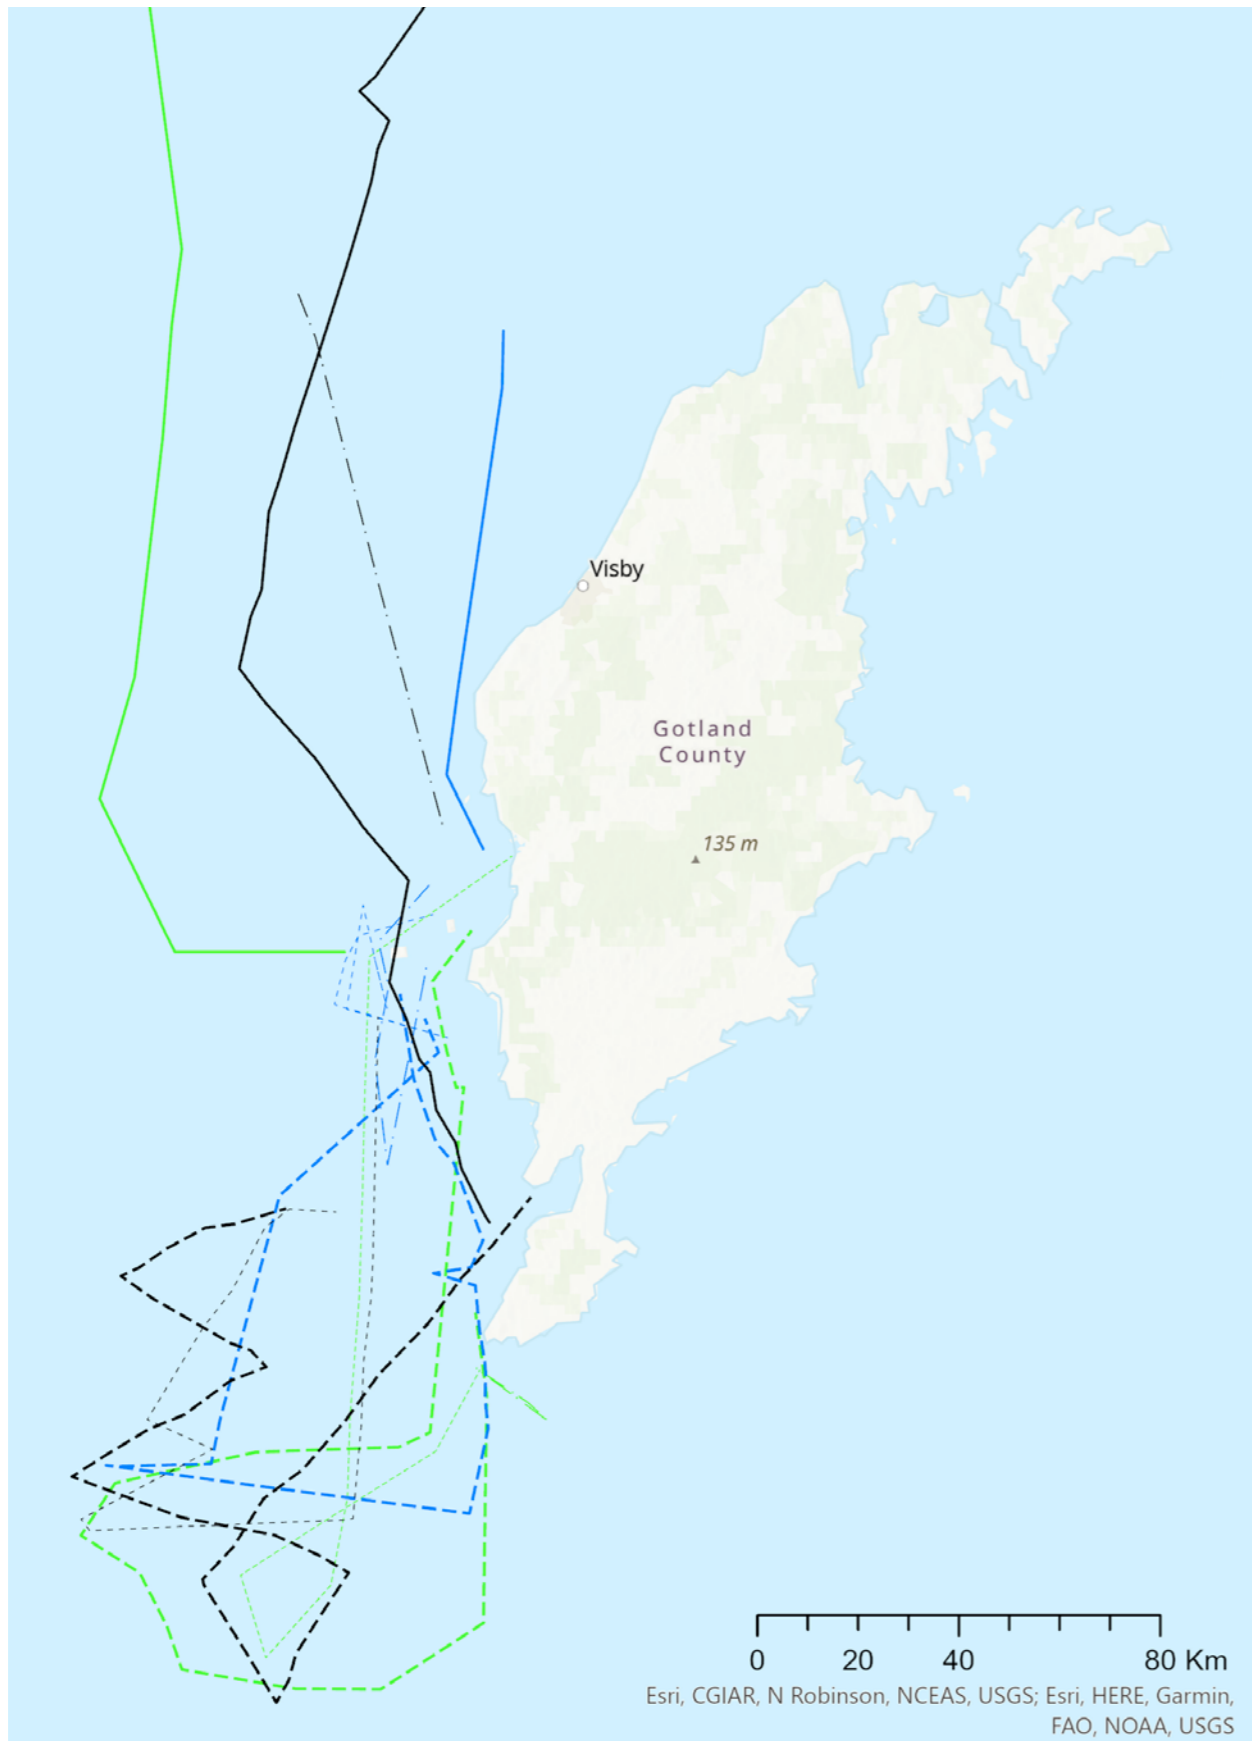 Visby
Gotland
County
135 m
0 20 40 80 Km
Esri, CGIAR, N Robinson, NCEAS, USGS; Esri, HERE, Garmin,
FAO, NOAA, USGS